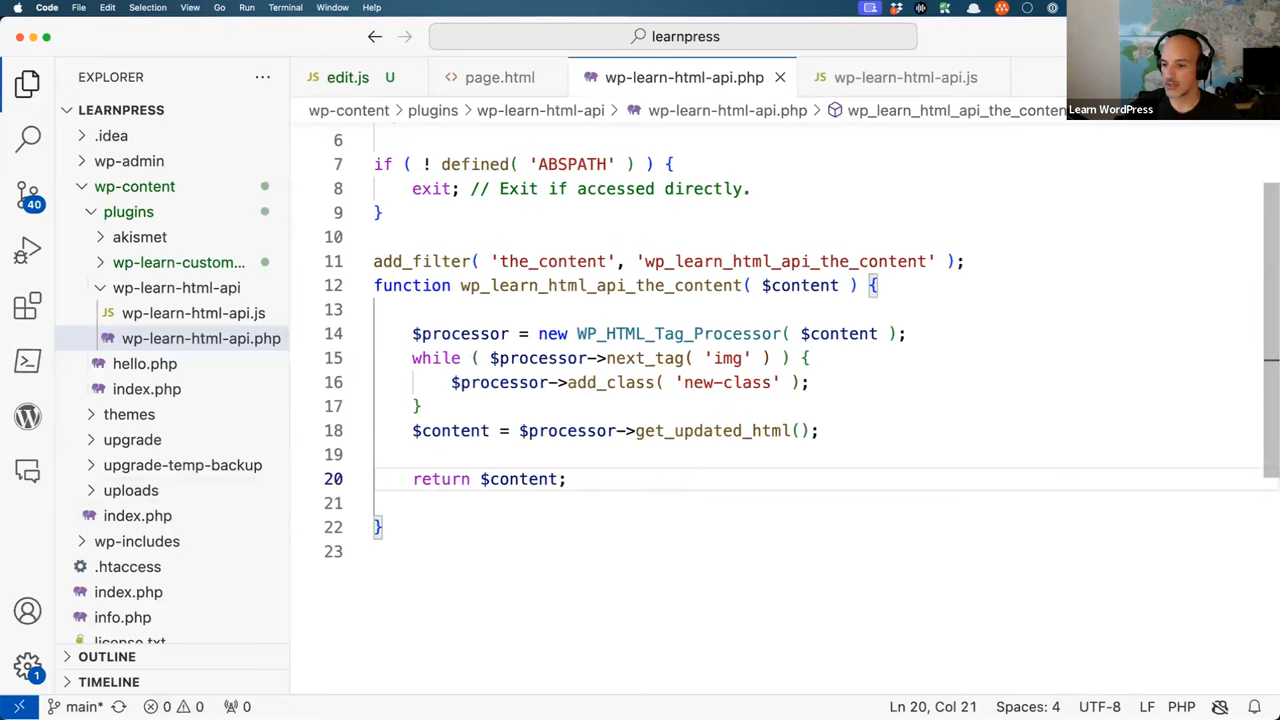 Code File Edit Selection View Go Run Terminal Window Help
learnpress
EXPLORER
edit.js U
page.html
wp-learn-html-api.php
wp-learn-html-api.js
Learn WordPress
LEARNPRESS
wp-content > plugins > wp-learn-html-api > wp-learn-html-api.php > wp_learn_html_api_the_conten
.idea
wp-admin
wp-content
plugins
akismet
wp-learn-custom...
wp-learn-html-api
wp-learn-html-api.js
wp-learn-html-api.php
hello.php
index.php
themes
upgrade
upgrade-temp-backup
uploads
index.php
wp-includes
.htaccess
index.php
info.php
license.txt
OUTLINE
TIMELINE
40
1
6
7 if ( ! defined( 'ABSPATH' ) ) {
8 exit; // Exit if accessed directly.
9 }
10
11 add_filter( 'the_content', 'wp_learn_html_api_the_content' );
12 function wp_learn_html_api_the_content( $content ) {
13
14 $processor = new WP_HTML_Tag_Processor( $content );
15 while ( $processor->next_tag( 'img' ) ) {
16 $processor->add_class( 'new-class' );
17 }
18 $content = $processor->get_updated_html();
19
20 return $content;
21
22 }
23
main* 0 0 0 Ln 20, Col 21 Spaces: 4 UTF-8 LF PHP